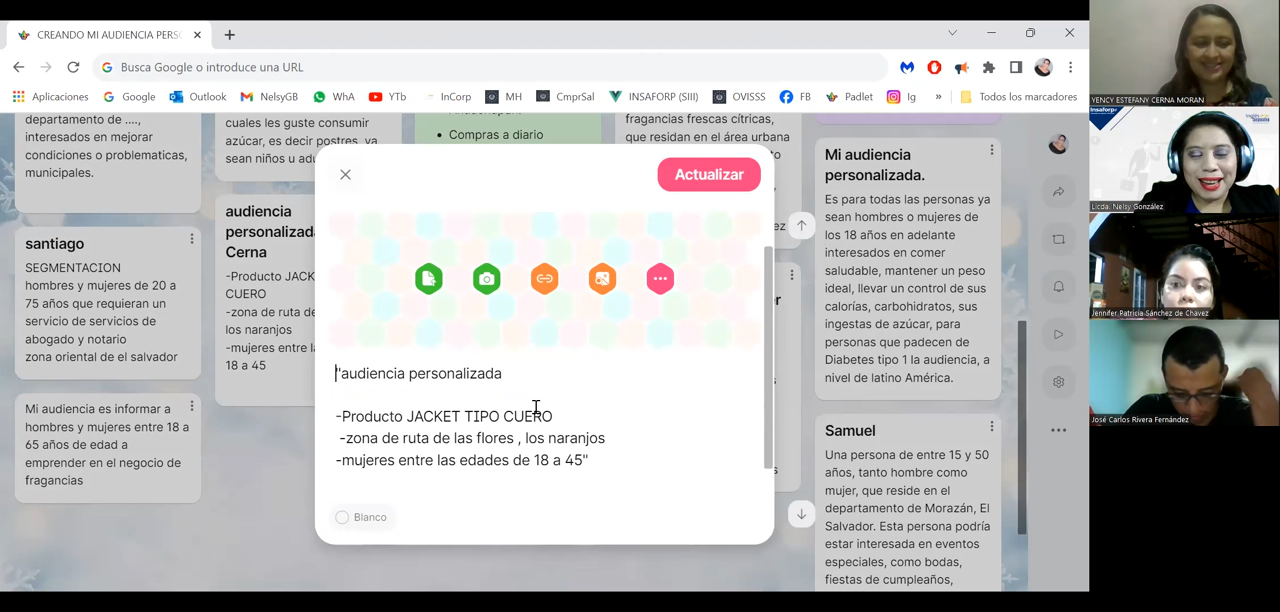 CREANDO MI AUDIENCIA PERSO
Busca Google o introduce una URL
Aplicaciones
Google
Outlook
NelsyGB
WhA
YTb
InCorp
MH
CmprSal
INSAFORP (SIII)
OVISSS
FB
Padlet
Ig
»
Todos los marcadores
departamento de ....,
interesados en mejorar
condiciones o problematicas,
municipales.
santiago
SEGMENTACION
hombres y mujeres de 20 a
75 años que requieran un
servicio de servicios de
abogado y notario
zona oriental de el salvador
Mi audiencia es informar a
hombres y mujeres entre 18 a
65 años de edad a
emprender en el negocio de
fragancias
cuales les guste consumir
azúcar, es decir postres, ya
sean niños u
audiencia
personalizada
Cerna
-Producto JACK
CUERO
-zona de ruta de
los naranjos
-mujeres entre la
18 a 45
Compras a diario
fragancias frescas cítricas,
que residan en el área urbana
Actualizar
"audiencia personalizada
-Producto JACKET TIPO CUERO
-zona de ruta de las flores , los naranjos
-mujeres entre las edades de 18 a 45"
Blanco
Mi audiencia
personalizada.
Es para todas las personas ya
sean hombres o mujeres de
los 18 años en adelante
interesados en comer
saludable, mantener un peso
ideal, llevar un control de sus
calorías, carbohidratos, sus
ingestas de azúcar, para
personas que padecen de
Diabetes tipo 1 la audiencia, a
nivel de latino América.
Samuel
Una persona de entre 15 y 50
años, tanto hombre como
mujer, que reside en el
departamento de Morazán, El
Salvador. Esta persona podría
estar interesada en eventos
especiales, como bodas,
fiestas de cumpleaños,
YENCY ESTEFANY CERNA MORAN
Insaforp
Licda. Nelsy González
Jennifer Patricia Sánchez de Chavez
José Carlos Rivera Fernández